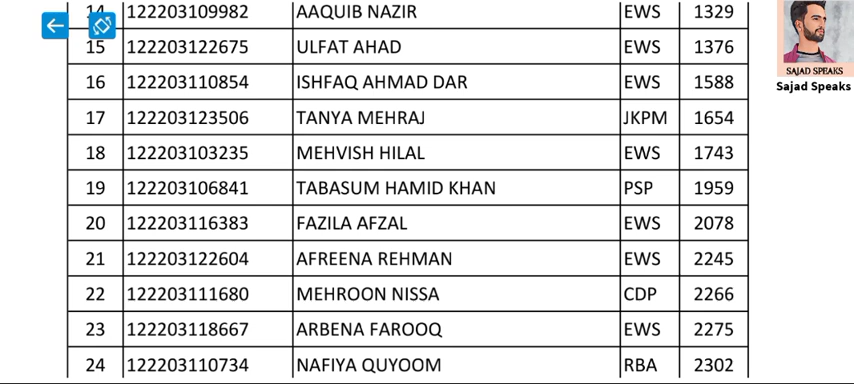 14 122203109982 AAQUIB NAZIR EWS 1329
15 122203122675 ULFAT AHAD EWS 1376
16 122203110854 ISHFAQ AHMAD DAR EWS 1588
17 122203123506 TANYA MEHRAJ JKPM 1654
18 122203103235 MEHVISH HILAL EWS 1743
19 122203106841 TABASUM HAMID KHAN PSP 1959
20 122203116383 FAZILA AFZAL EWS 2078
21 122203122604 AFREENA REHMAN EWS 2245
22 122203111680 MEHROON NISSA CDP 2266
23 122203118667 ARBENA FAROOQ EWS 2275
24 122203110734 NAFIYA QUYOOM RBA 2302
SAJAD SPEAKS
Sajad Speaks